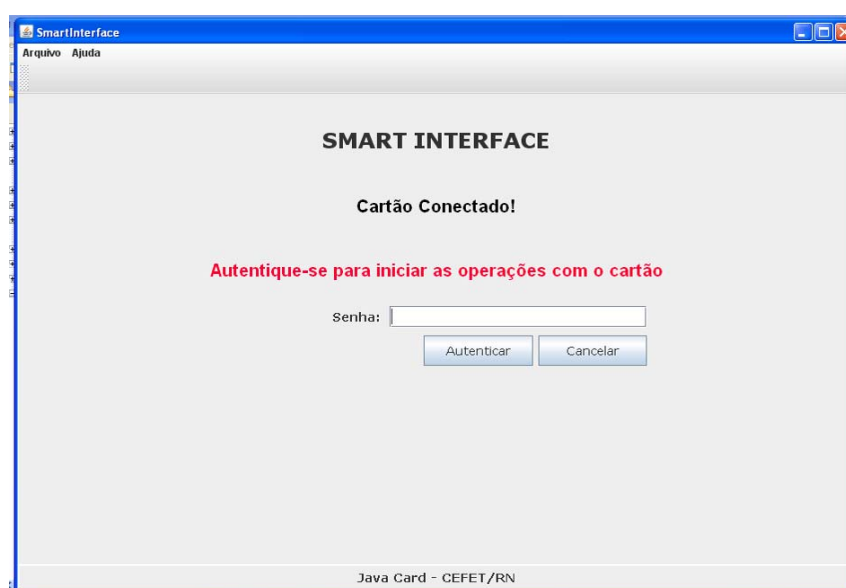 SmartInterface
Arquivo Ajuda
SMART INTERFACE
Cartão Conectado!
Autentique-se para iniciar as operações com o cartão
Senha:
Autenticar Cancelar
Java Card - CEFET/RN